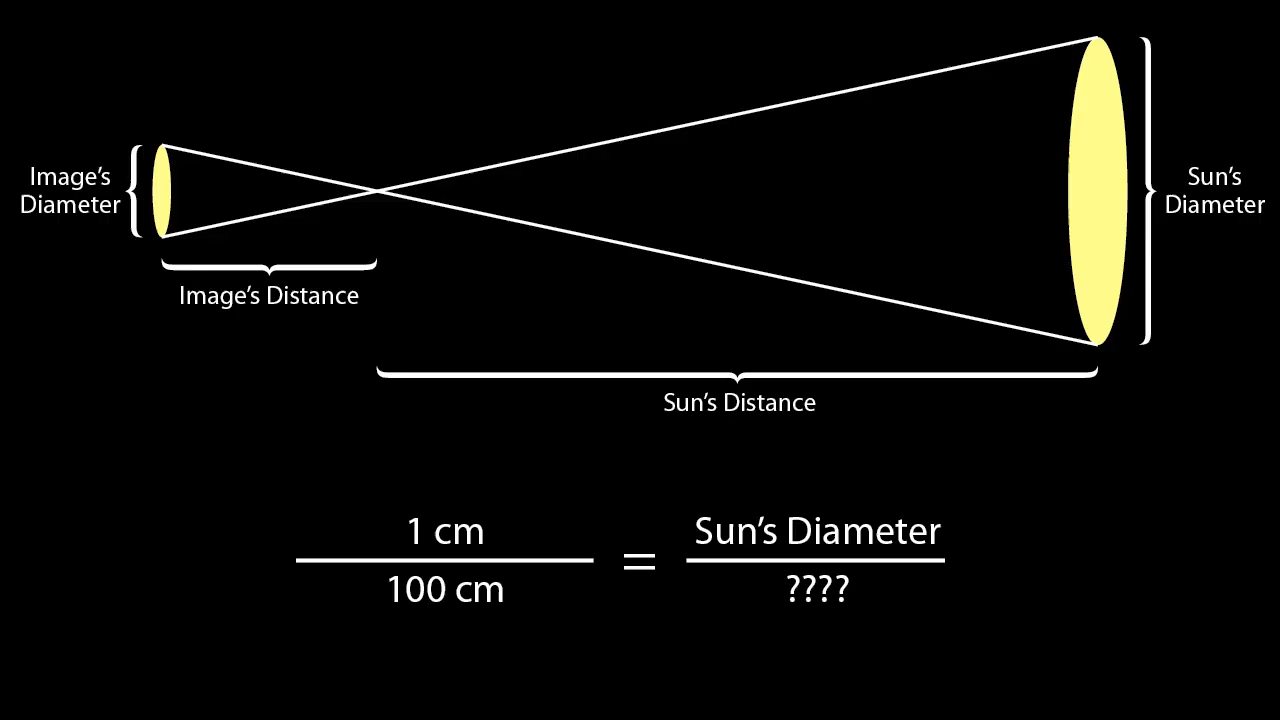 Image’s
Diameter
Sun’s
Diameter
Image’s Distance
Sun’s Distance
1 cm
100 cm
=
Sun’s Diameter
????